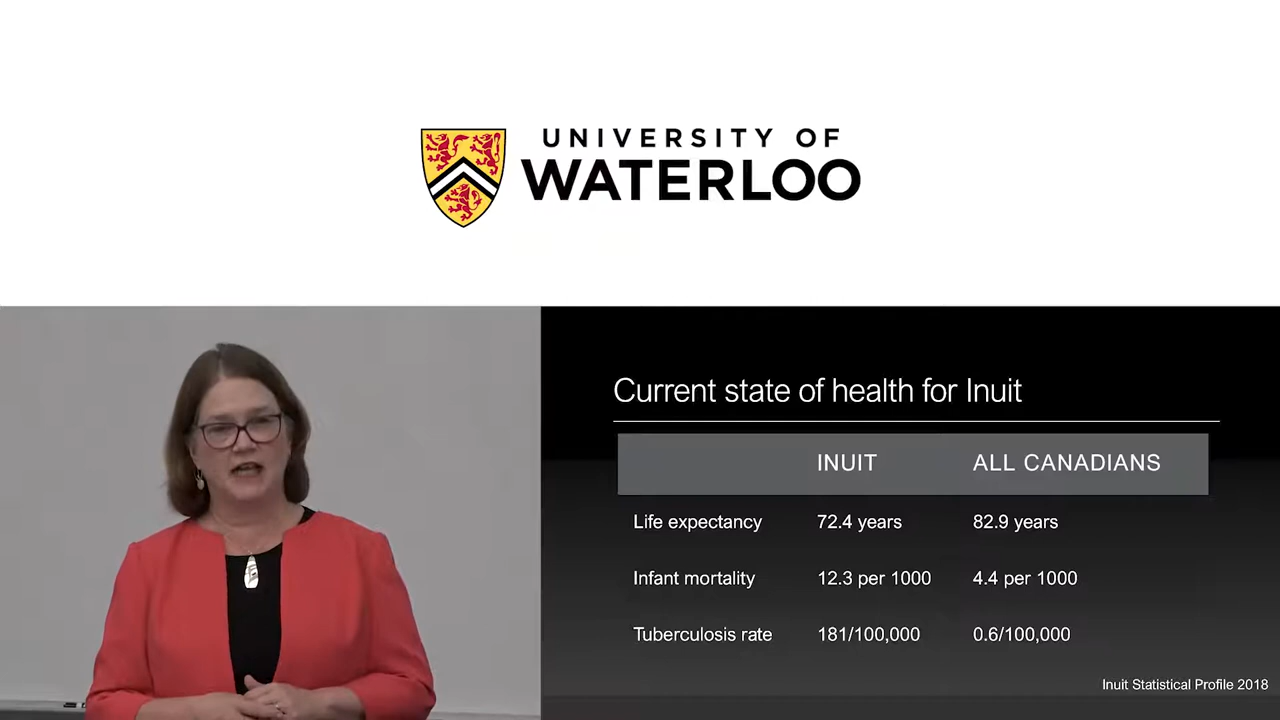 UNIVERSITY OF
WATERLOO
Current state of health for Inuit
INUIT ALL CANADIANS
Life expectancy 72.4 years 82.9 years
Infant mortality 12.3 per 1000 4.4 per 1000
Tuberculosis rate 181/100,000 0.6/100,000
Inuit Statistical Profile 2018